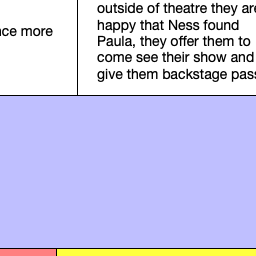 outside of theatre they are
happy that Ness found
nce more
Paula, they offer them to
come see their show and
give them backstage pass